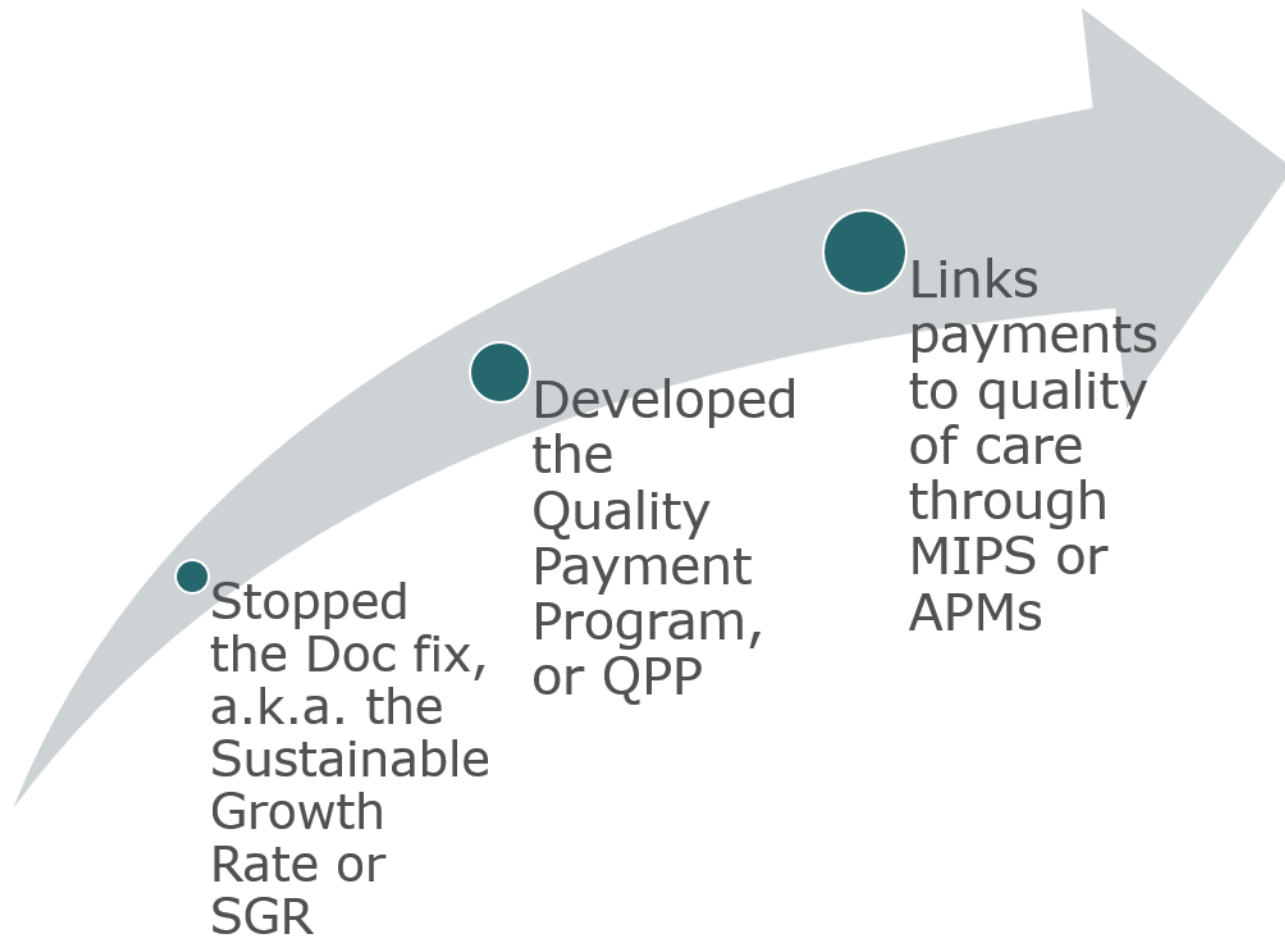 Stopped
the Doc fix,
a.k.a. the
Sustainable
Growth
Rate or
SGR
Developed
the
Quality
Payment
Program,
or QPP
Links
payments
to quality
of care
through
MIPS or
APMs